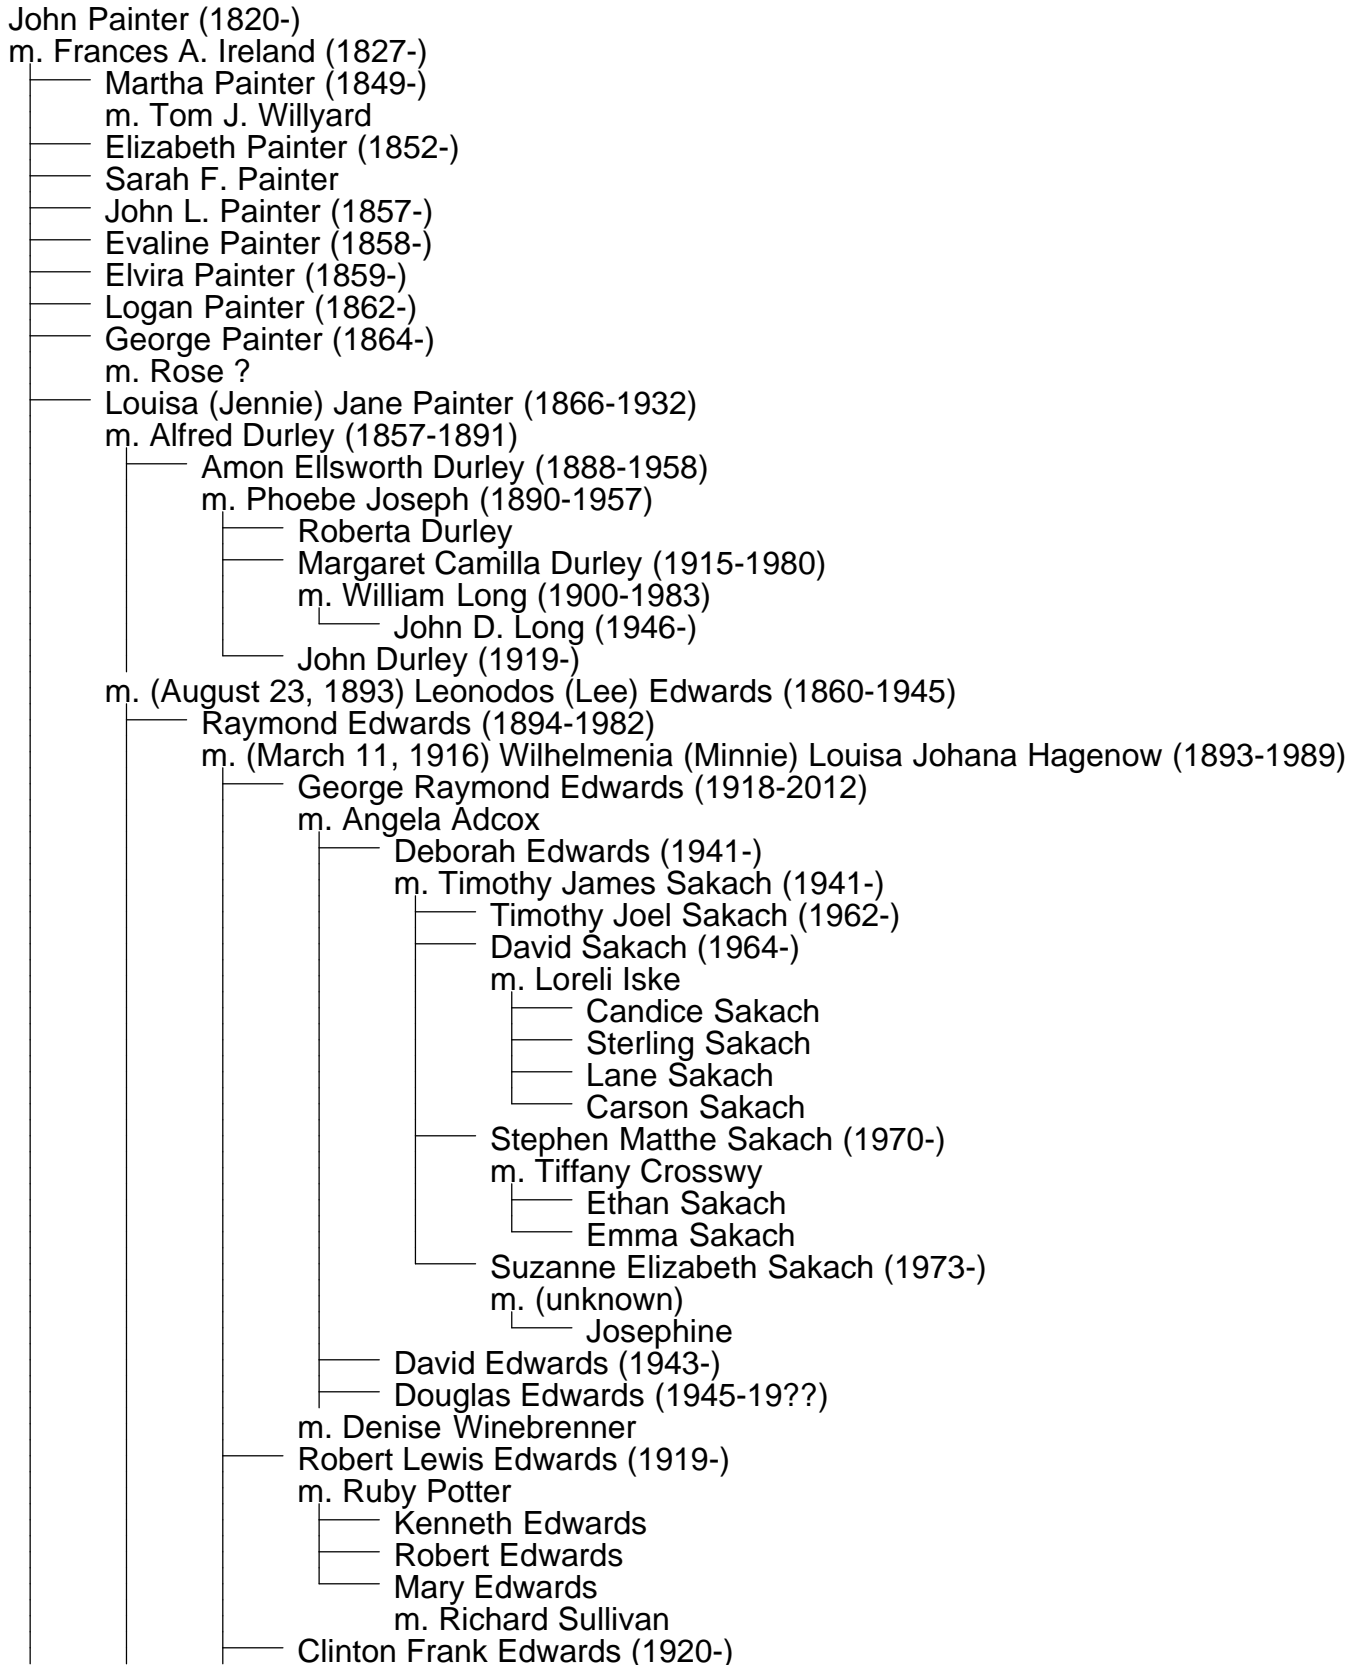 John Painter (1820-)
m. Frances A. Ireland (1827-)
Martha Painter (1849-)
m. Tom J. Willyard
Elizabeth Painter (1852-)
Sarah F. Painter
John L. Painter (1857-)
Evaline Painter (1858-)
Elvira Painter (1859-)
Logan Painter (1862-)
George Painter (1864-)
m. Rose ?
Louisa (Jennie) Jane Painter (1866-1932)
m. Alfred Durley (1857-1891)
Amon Ellsworth Durley (1888-1958)
m. Phoebe Joseph (1890-1957)
Roberta Durley
Margaret Camilla Durley (1915-1980)
m. William Long (1900-1983)
John D. Long (1946-)
John Durley (1919-)
m. (August 23, 1893) Leonodos (Lee) Edwards (1860-1945)
Raymond Edwards (1894-1982)
m. (March 11, 1916) Wilhelmenia (Minnie) Louisa Johana Hagenow (1893-1989)
George Raymond Edwards (1918-2012)
m. Angela Adcox
Deborah Edwards (1941-)
m. Timothy James Sakach (1941-)
Timothy Joel Sakach (1962-)
David Sakach (1964-)
m. Loreli Iske
Candice Sakach
Sterling Sakach
Lane Sakach
Carson Sakach
Stephen Matthe Sakach (1970-)
m. Tiffany Crosswy
Ethan Sakach
Emma Sakach
Suzanne Elizabeth Sakach (1973-)
m. (unknown)
Josephine
David Edwards (1943-)
Douglas Edwards (1945-19??)
m. Denise Winebrenner
Robert Lewis Edwards (1919-)
m. Ruby Potter
Kenneth Edwards
Robert Edwards
Mary Edwards
m. Richard Sullivan
Clinton Frank Edwards (1920-)